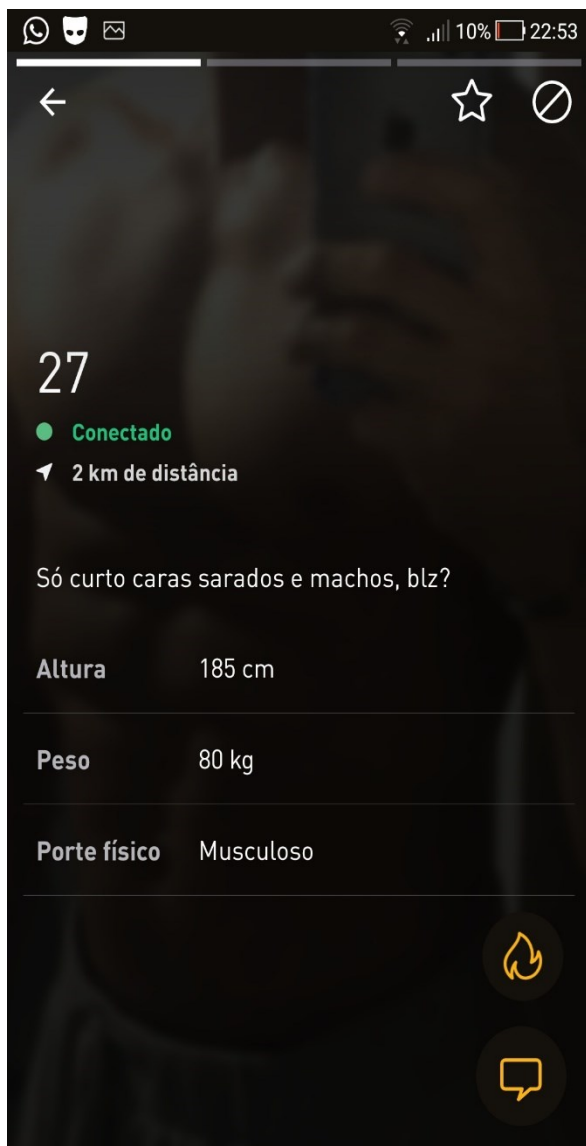 10% 22:53
27
Conectado
2 km de distância
Só curto caras sarados e machos, blz?
Altura 185 cm
Peso 80 kg
Porte físico Musculoso